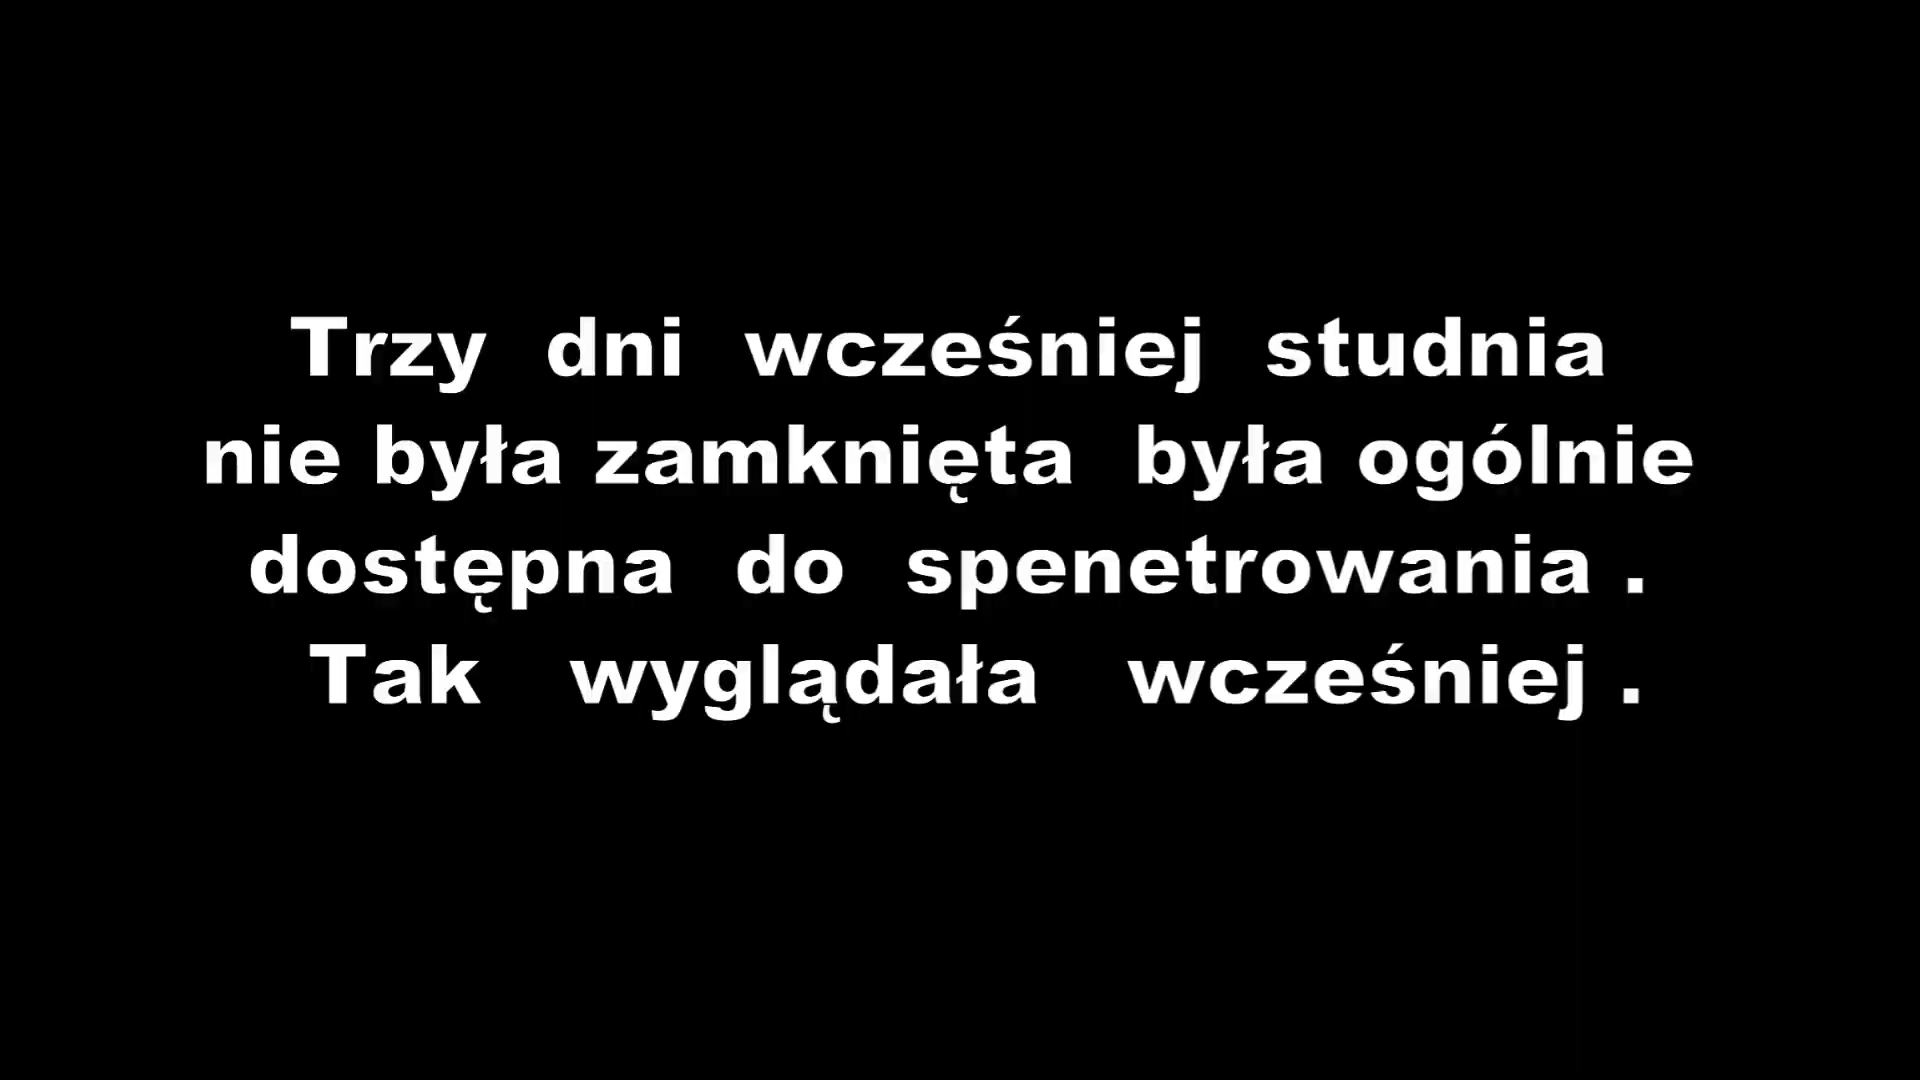 Trzy dni wcześniej studnia
nie była zamknięta była ogólnie
dostępna do spenetrowania .
Tak wyglądała wcześniej .